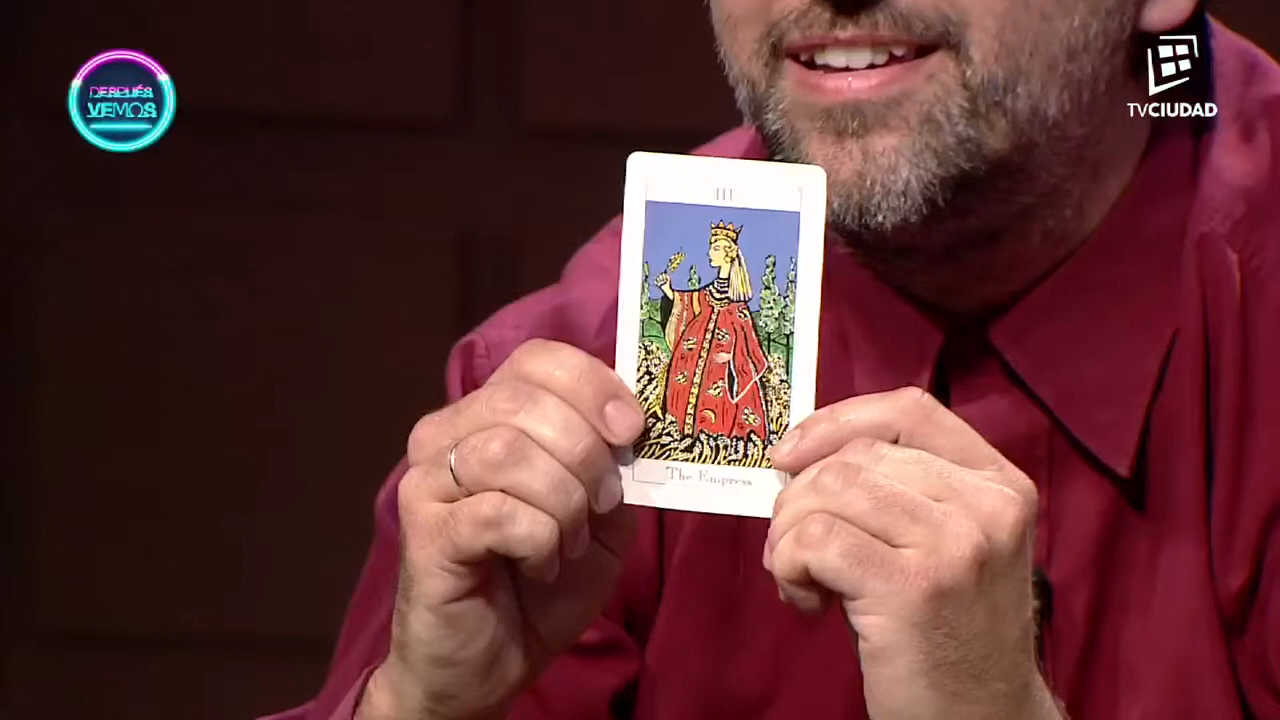 DESPUÉS
VEMOS
TVCIUDAD
III
The Empress